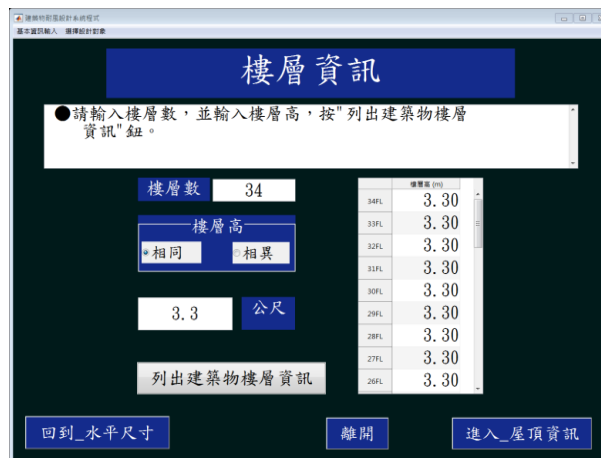 建築物耐風設計系統程式
基本資訊輸入 選擇設計對象
樓層資訊
●請輸入樓層數，並輸入樓層高，按"列出建築物樓層
資訊"鈕。
樓層數 34
樓層高
相同 相異
3.3 公尺
列出建築物樓層資訊
樓層高 (m)
34FL 3.30
33FL 3.30
32FL 3.30
31FL 3.30
30FL 3.30
29FL 3.30
28FL 3.30
27FL 3.30
26FL 3.30
回到_水平尺寸 離開 進入_屋頂資訊